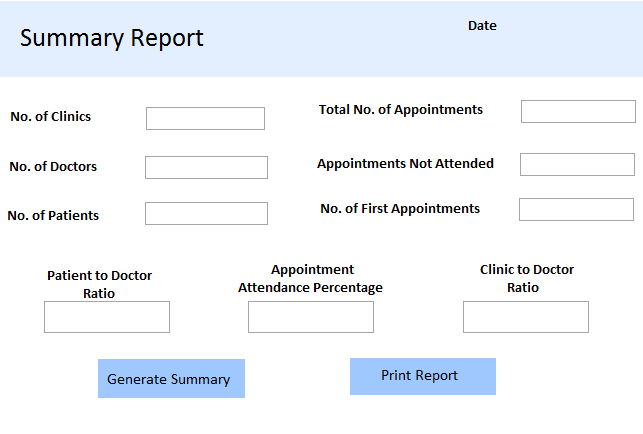 Summary Report
Date
No. of Clinics
Total No. of Appointments
No. of Doctors
Appointments Not Attended
No. of Patients
No. of First Appointments
Patient to Doctor
Ratio
Appointment
Attendance Percentage
Clinic to Doctor
Ratio
Generate Summary
Print Report